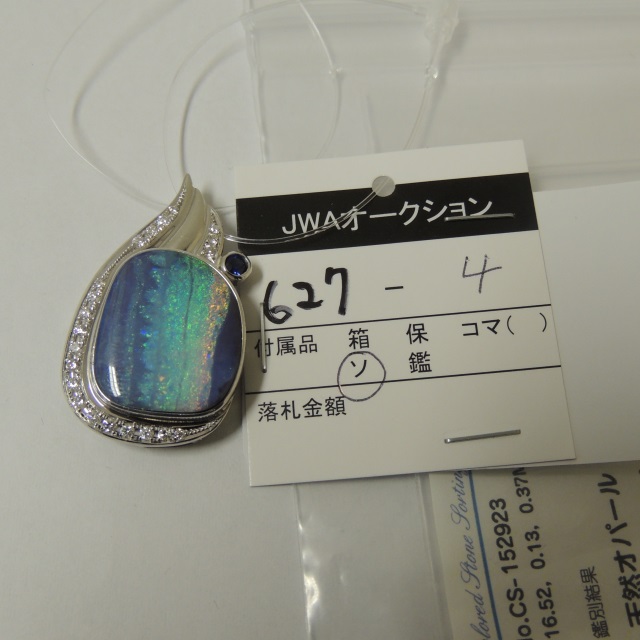 JWAオークション
627 - 4
付属品 箱 保 コマ( )
ソ 鑑
落札金額
Colored Stone Sorting
No.CS- 152923
16.52, 0.13, 0.37
鑑別結果
天然オパール